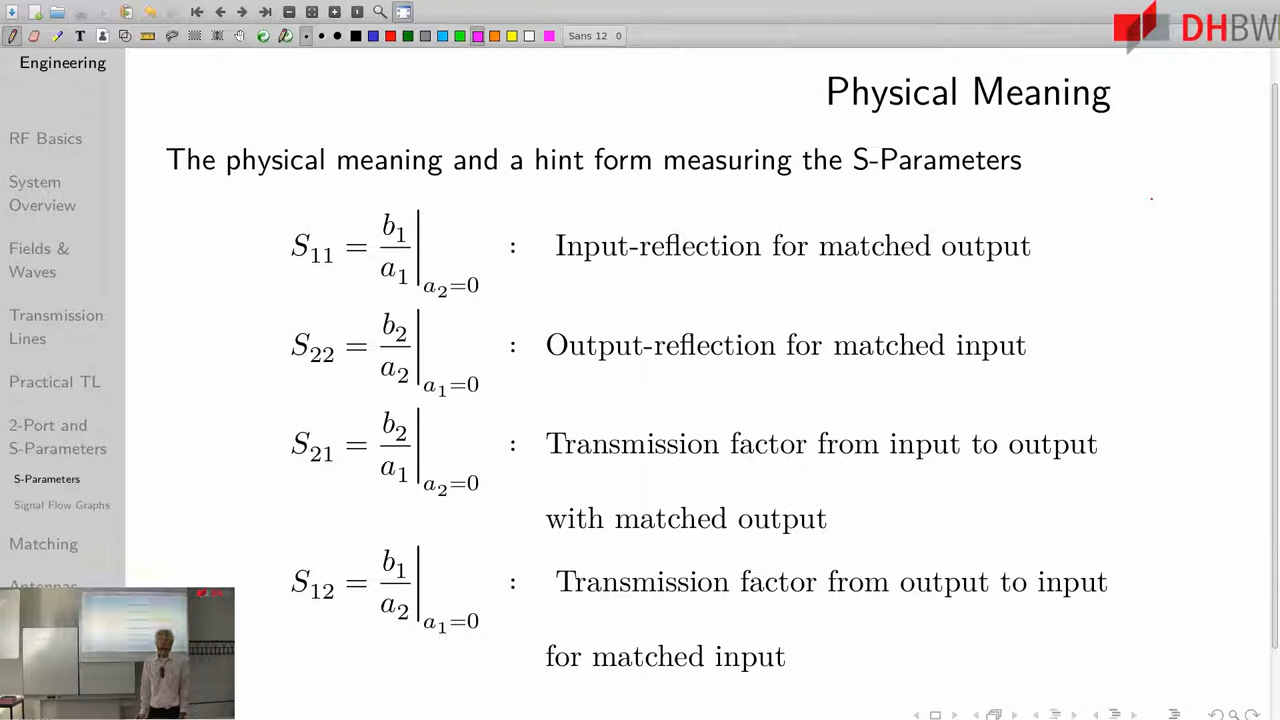 Sans 12 0
DHBW
Engineering
RF Basics
System
Overview
Fields &
Waves
Transmission
Lines
Practical TL
2-Port and
S-Parameters
S-Parameters
Signal Flow Graphs
Matching
Antennas
Physical Meaning
The physical meaning and a hint form measuring the S-Parameters
S₁₁ = b₁/a₁|ₐ₂₌₀ : Input-reflection for matched output
S₂₂ = b₂/a₂|ₐ₁₌₀ : Output-reflection for matched input
S₂₁ = b₂/a₁|ₐ₂₌₀ : Transmission factor from input to output
with matched output
S₁₂ = b₁/a₂|ₐ₁₌₀ : Transmission factor from output to input
for matched input